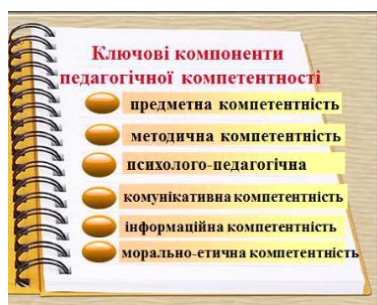 Ключові компоненти
педагогічної компетентності
предметна компетентність
методична компетентність
психолого-педагогічна
комунікативна компетентність
інформаційна компетентність
морально-етична компетентність